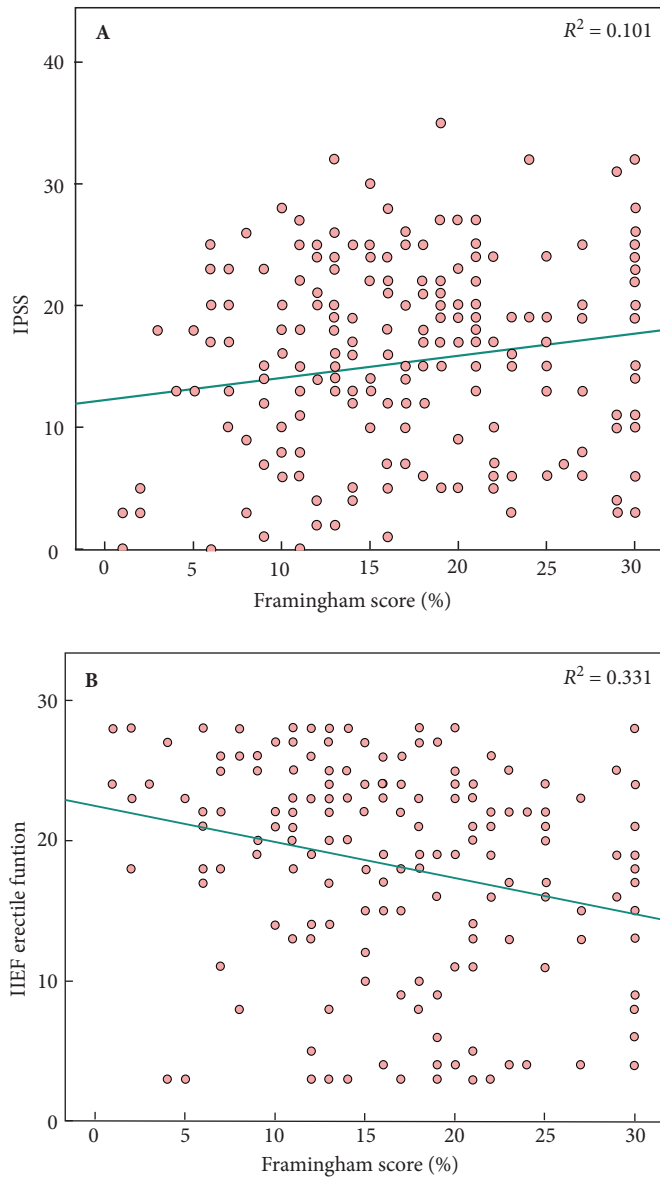 A
R² = 0.101
40
30
20
10
0
IPSS
0 5 10 15 20 25 30
Framingham score (%)
B
R² = 0.331
30
20
10
0
IIEF erectile funtion
0 5 10 15 20 25 30
Framingham score (%)